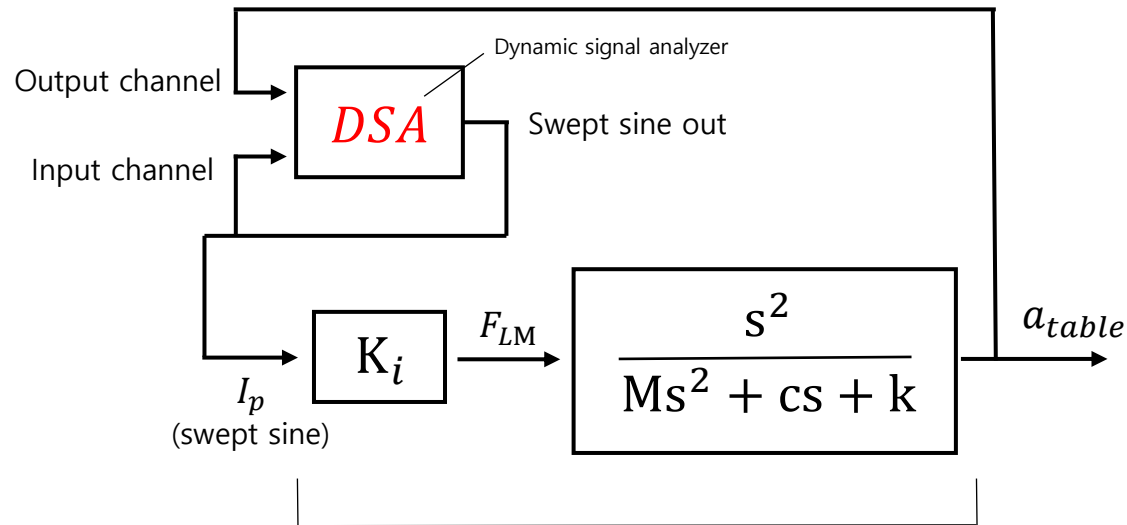 Dynamic signal analyzer
Output channel
DSA
Swept sine out
Input channel
F_LM
s²
a_table
K_i
Ms² + cs + k
I_p
(swept sine)